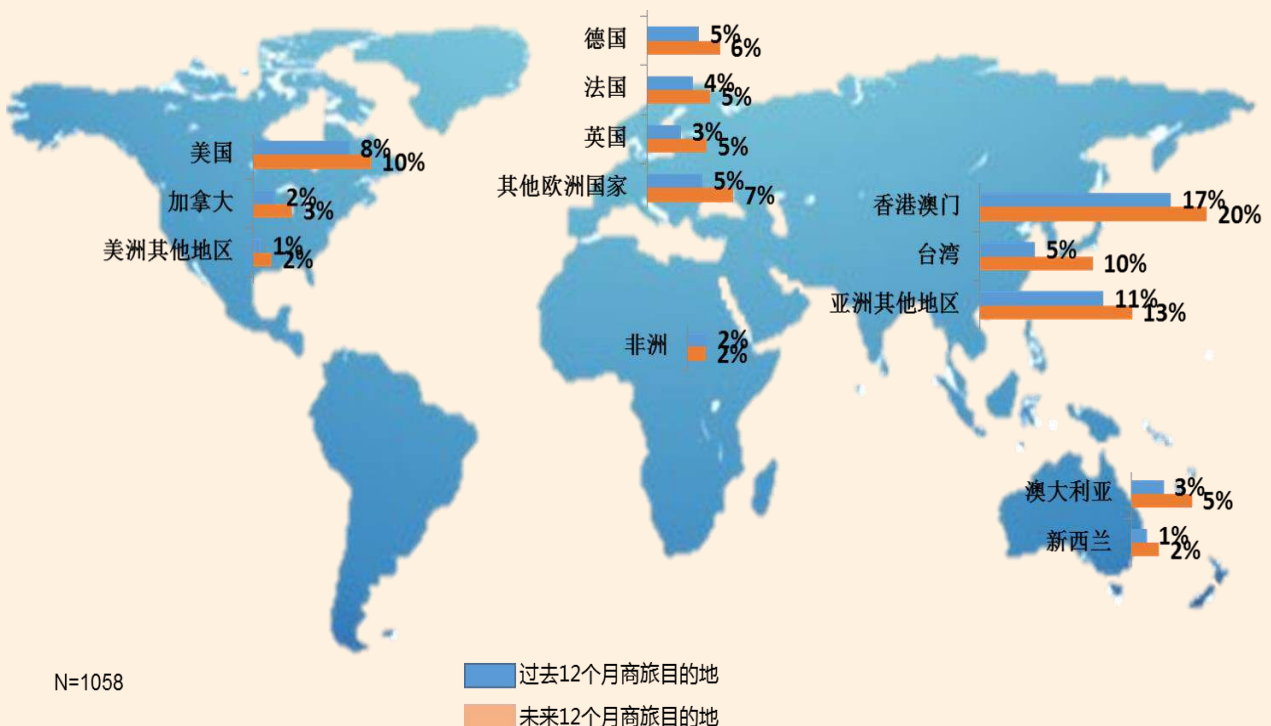 德国 5% 6%
法国 4% 5%
英国 3% 5%
其他欧洲国家 5% 7%
美国 8% 10%
加拿大 2% 3%
美洲其他地区 1% 2%
香港澳门 17% 20%
台湾 5% 10%
亚洲其他地区 11% 13%
非洲 2% 2%
澳大利亚 3% 5%
新西兰 1% 2%
N=1058
过去12个月商旅目的地
未来12个月商旅目的地